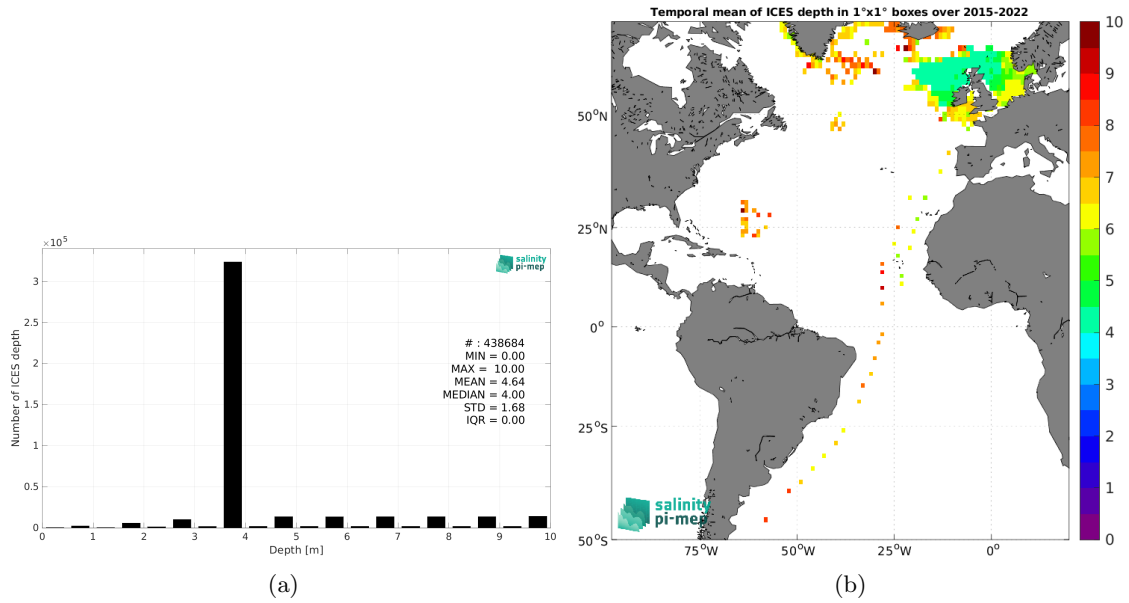 ×10⁵
3
2.5
2
1.5
1
0.5
0
Number of ICES depth
salinity
pi-mep
# : 438684
MIN = 0.00
MAX = 10.00
MEAN = 4.64
MEDIAN = 4.00
STD = 1.68
IQR = 0.00
0 1 2 3 4 5 6 7 8 9 10
Depth [m]
(a)
Temporal mean of ICES depth in 1°x1° boxes over 2015-2022
50°N
25°N
0°
25°S
50°S
salinity
pi-mep
75°W 50°W 25°W 0°
10
9
8
7
6
5
4
3
2
1
0
(b)